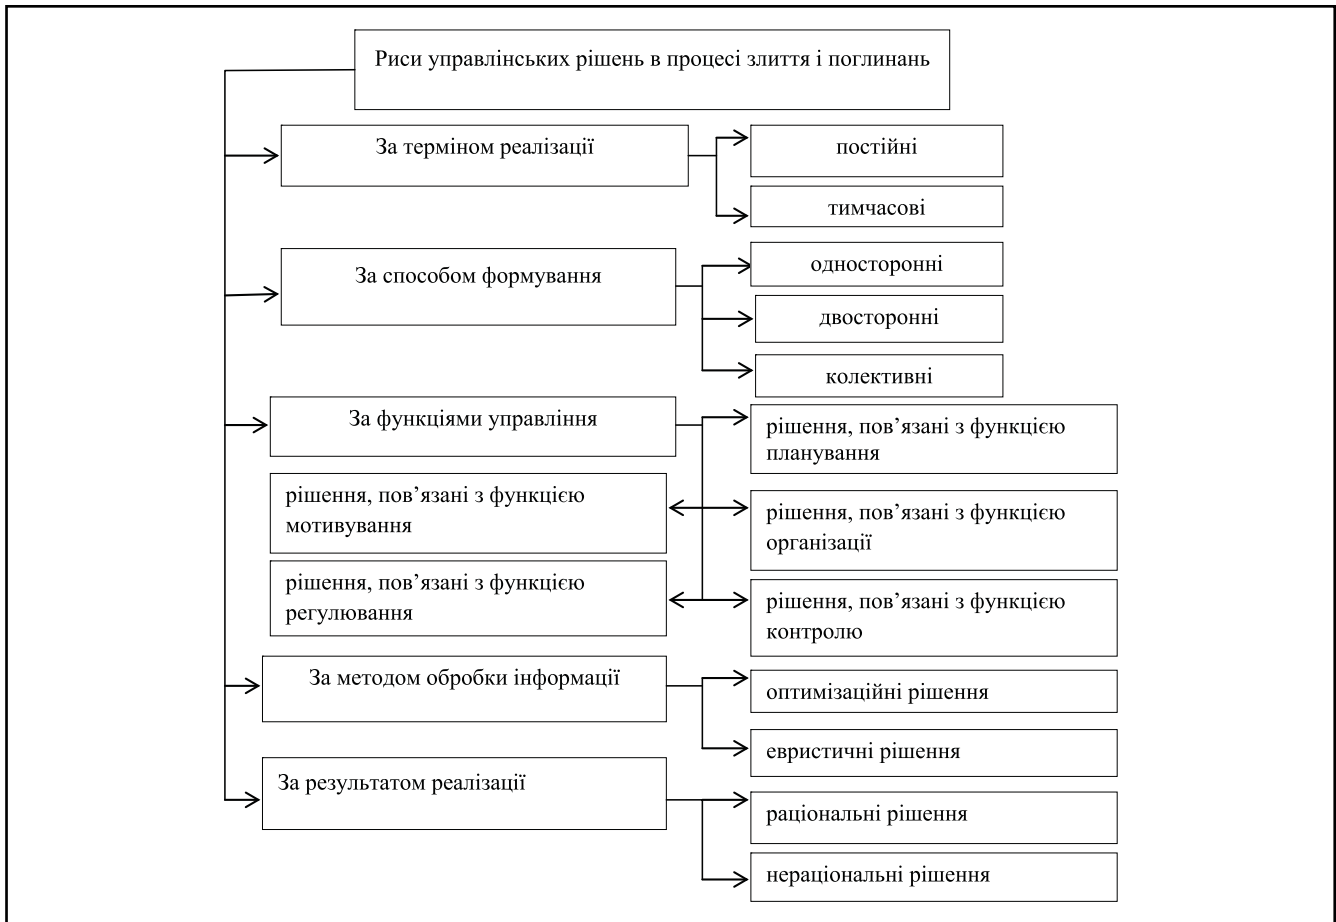 Риси управлінських рішень в процесі злиття і поглинань
За терміном реалізації
постійні
тимчасові
За способом формування
односторонні
двосторонні
колективні
За функціями управління
рішення, пов’язані з функцією
планування
рішення, пов’язані з функцією
мотивування
рішення, пов’язані з функцією
організації
рішення, пов’язані з функцією
регулювання
рішення, пов’язані з функцією
контролю
За методом обробки інформації
оптимізаційні рішення
евристичні рішення
За результатом реалізації
раціональні рішення
нераціональні рішення